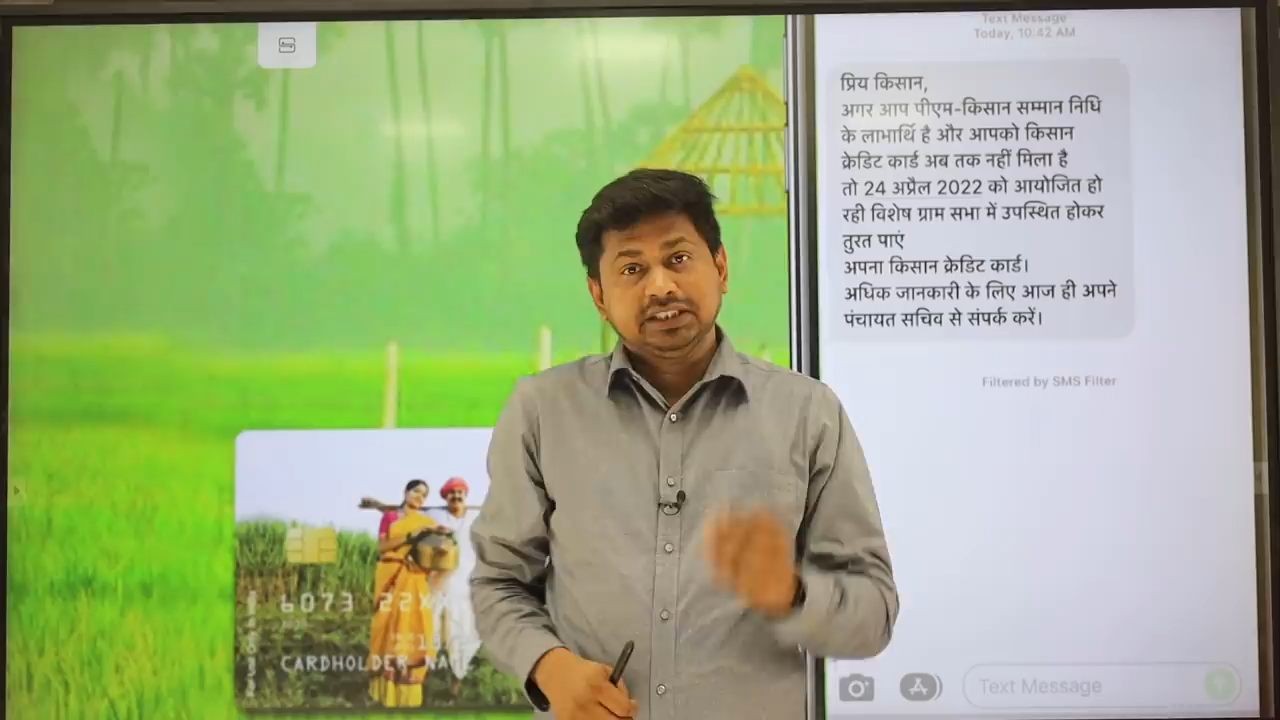 Text Message
Today, 10:42 AM
प्रिय किसान,
अगर आप पीएम-किसान सम्मान निधि
के लाभार्थि है और आपको किसान
क्रेडिट कार्ड अब तक नहीं मिला है
तो 24 अप्रैल 2022 को आयोजित हो
रही विशेष ग्राम सभा में उपस्थित होकर
तुरत पाएं
अपना किसान क्रेडिट कार्ड।
अधिक जानकारी के लिए आज ही अपने
पंचायत सचिव से संपर्क करें।
Filtered by SMS Filter
6073 22XX
CARDHOLDER NAME
Text Message